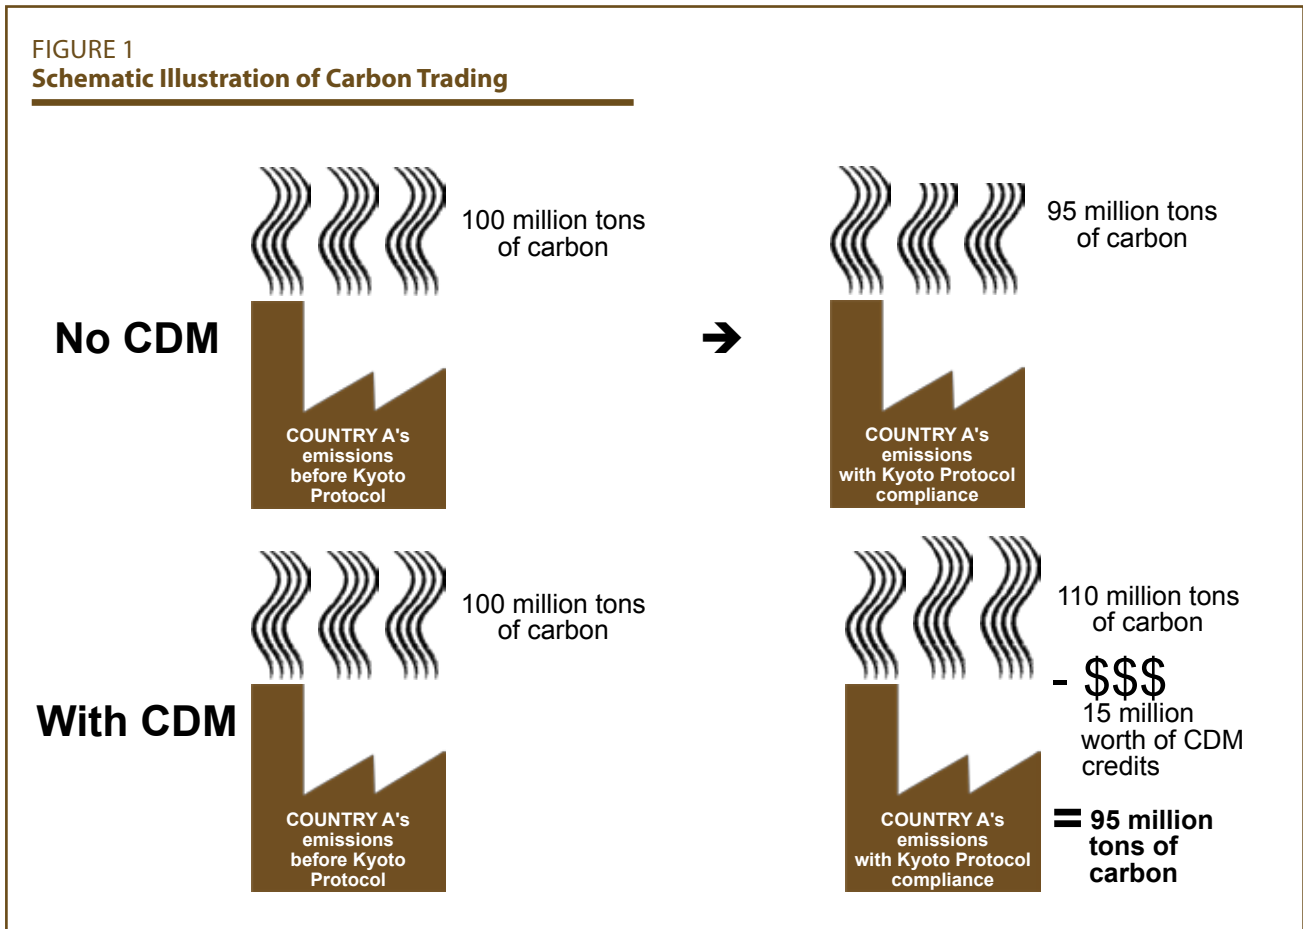 FIGURE 1
Schematic Illustration of Carbon Trading
100 million tons
of carbon
95 million tons
of carbon
No CDM
➔
COUNTRY A's
emissions
before Kyoto
Protocol
COUNTRY A's
emissions
with Kyoto Protocol
compliance
100 million tons
of carbon
110 million tons
of carbon
- $$$
15 million
worth of CDM
credits
With CDM
COUNTRY A's
emissions
before Kyoto
Protocol
COUNTRY A's
emissions
with Kyoto Protocol
compliance
= 95 million
tons of
carbon